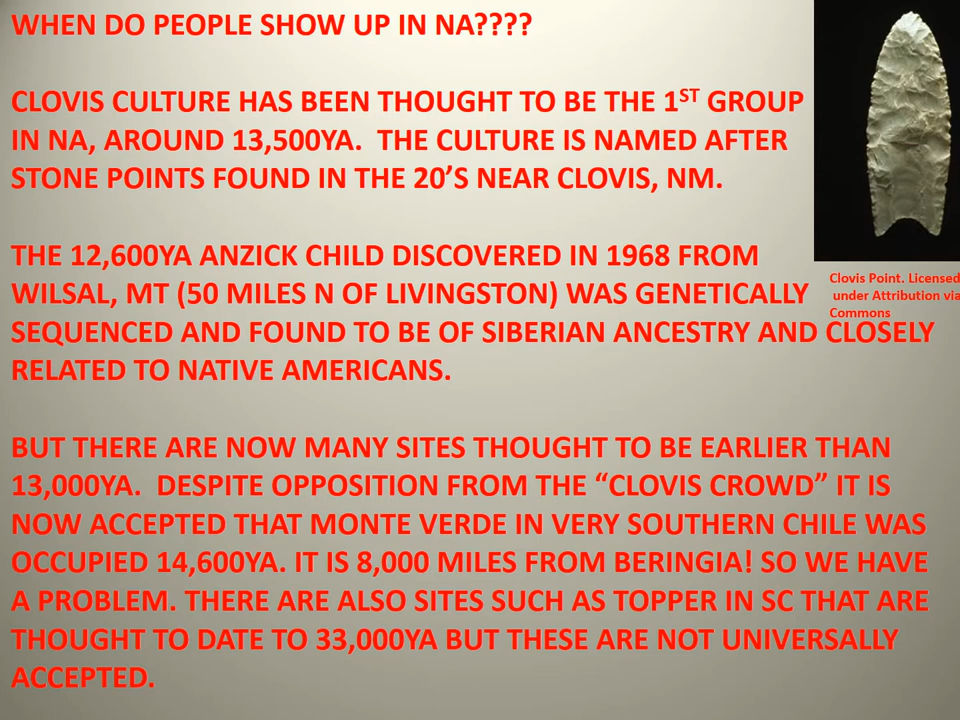 WHEN DO PEOPLE SHOW UP IN NA????
CLOVIS CULTURE HAS BEEN THOUGHT TO BE THE 1ST GROUP
IN NA, AROUND 13,500YA. THE CULTURE IS NAMED AFTER
STONE POINTS FOUND IN THE 20’S NEAR CLOVIS, NM.
THE 12,600YA ANZICK CHILD DISCOVERED IN 1968 FROM
WILSAL, MT (50 MILES N OF LIVINGSTON) WAS GENETICALLY
SEQUENCED AND FOUND TO BE OF SIBERIAN ANCESTRY AND CLOSELY
RELATED TO NATIVE AMERICANS.
BUT THERE ARE NOW MANY SITES THOUGHT TO BE EARLIER THAN
13,000YA. DESPITE OPPOSITION FROM THE “CLOVIS CROWD” IT IS
NOW ACCEPTED THAT MONTE VERDE IN VERY SOUTHERN CHILE WAS
OCCUPIED 14,600YA. IT IS 8,000 MILES FROM BERINGIA! SO WE HAVE
A PROBLEM. THERE ARE ALSO SITES SUCH AS TOPPER IN SC THAT ARE
THOUGHT TO DATE TO 33,000YA BUT THESE ARE NOT UNIVERSALLY
ACCEPTED.
Clovis Point. Licensed
under Attribution via
Commons